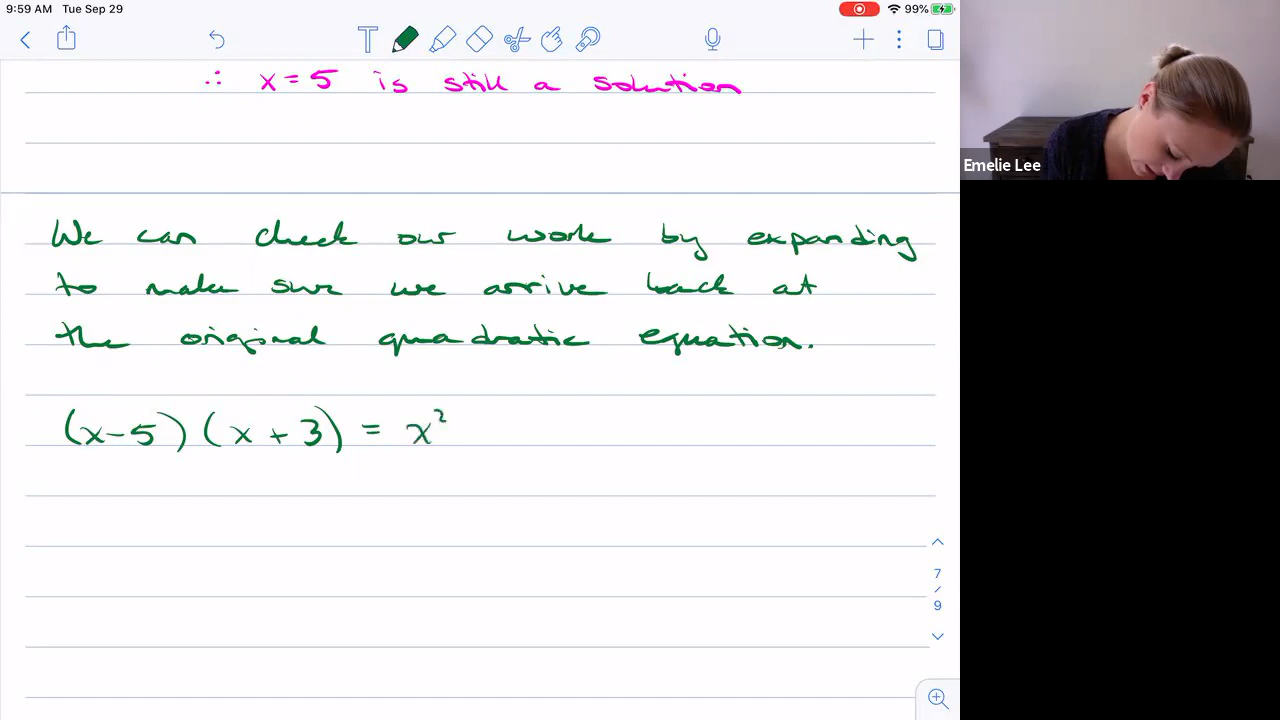 9:59 AM Tue Sep 29
99%
T
∴ x = 5 is still a solution
Emelie Lee
We can check our work by expanding
to make sure we arrive back at
the original quadratic equation.
(x-5) (x + 3) = x²
7
/
9